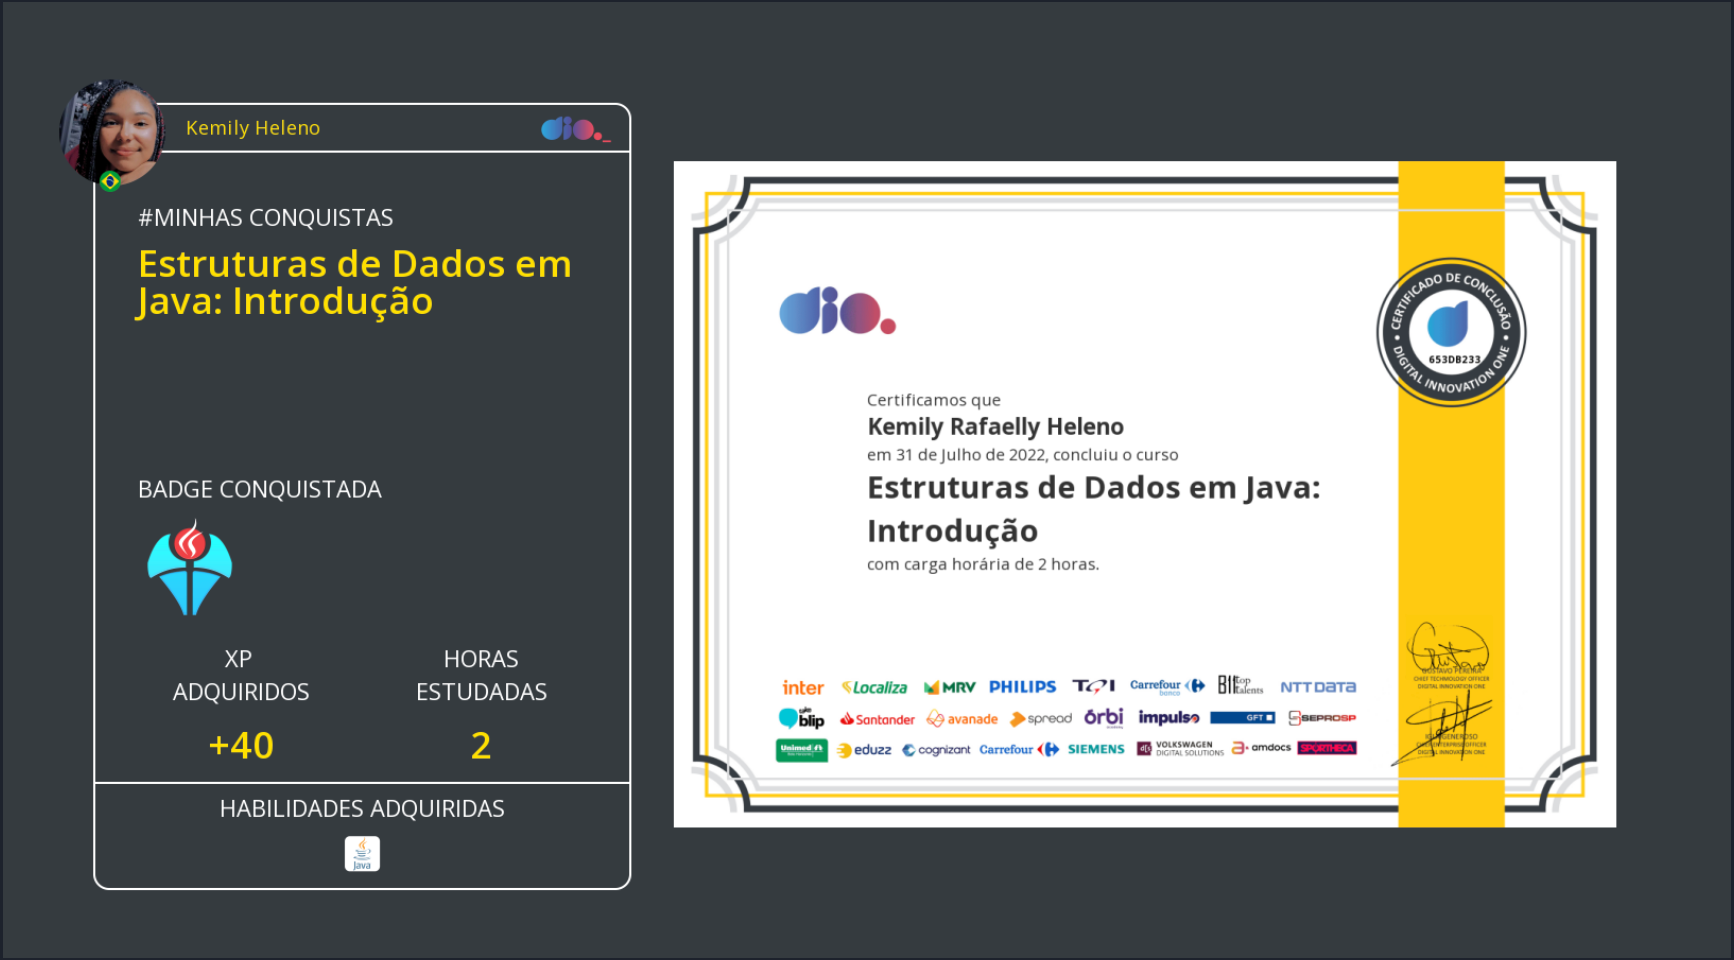 Kemily Heleno
dio._
#MINHAS CONQUISTAS
Estruturas de Dados em
Java: Introdução
BADGE CONQUISTADA
XP
ADQUIRIDOS
HORAS
ESTUDADAS
+40
2
HABILIDADES ADQUIRIDAS
Java
dio.
CERTIFICADO DE CONCLUSÃO
653DB233
DIGITAL INNOVATION ONE
Certificamos que
Kemily Rafaelly Heleno
em 31 de Julho de 2022, concluiu o curso
Estruturas de Dados em Java:
Introdução
com carga horária de 2 horas.
inter Localiza MRV PHILIPS Carrefour banco top talents NTT DATA
blip Santander avanade spread órbi impulso GFT SEPROSP
Unimed eduzz cognizant Carrefour SIEMENS VOLKSWAGEN DIGITAL SOLUTIONS amdocs SPORTHECA
GUSTAVO PEREIRA
CHIEF TECHNOLOGY OFFICER
DIGITAL INNOVATION ONE
GENEROSO
OFFICER
DIGITAL INNOVATION ONE